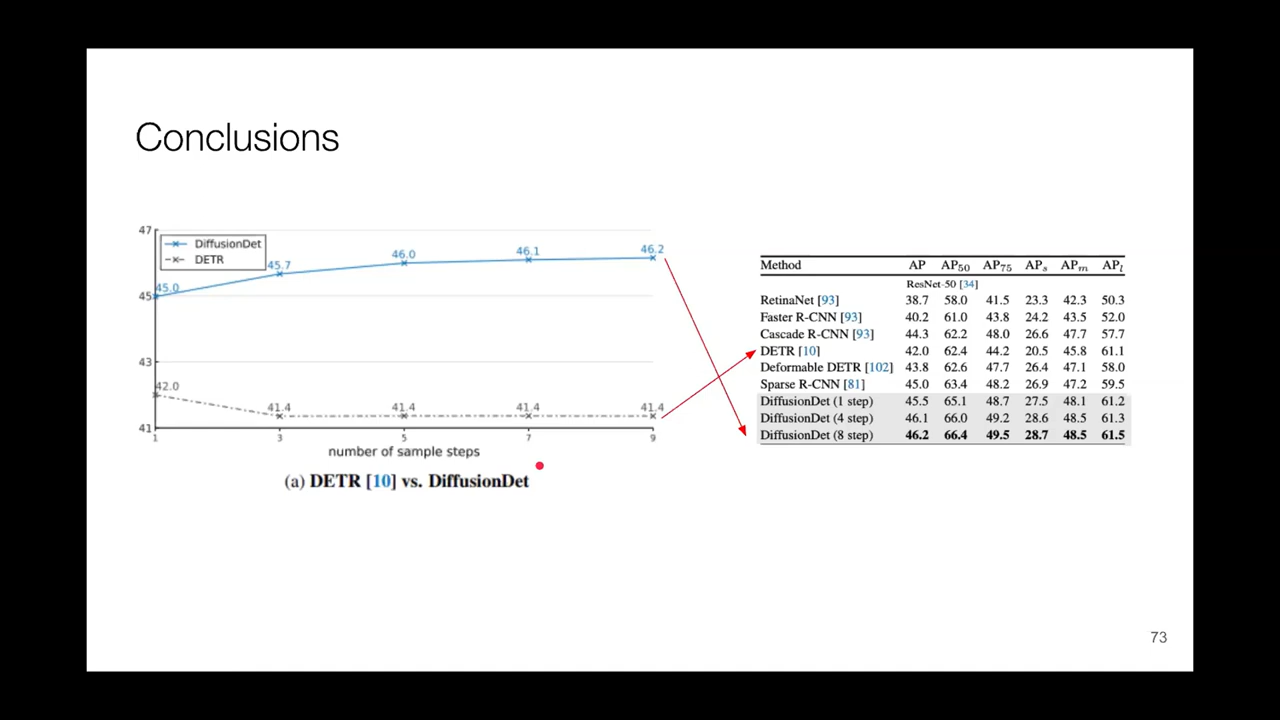 Conclusions
47
45
43
41
DiffusionDet
DETR
45.0
45.7
46.0
46.1
46.2
42.0
41.4
41.4
41.4
41.4
1 3 5 7 9
number of sample steps
(a) DETR [10] vs. DiffusionDet
Method AP AP50 AP75 APs APm APl
ResNet-50 [34]
RetinaNet [93] 38.7 58.0 41.5 23.3 42.3 50.3
Faster R-CNN [93] 40.2 61.0 43.8 24.2 43.5 52.0
Cascade R-CNN [93] 44.3 62.2 48.0 26.6 47.7 57.7
DETR [10] 42.0 62.4 44.2 20.5 45.8 61.1
Deformable DETR [102] 43.8 62.6 47.7 26.4 47.1 58.0
Sparse R-CNN [81] 45.0 63.4 48.2 26.9 47.2 59.5
DiffusionDet (1 step) 45.5 65.1 48.7 27.5 48.1 61.2
DiffusionDet (4 step) 46.1 66.0 49.2 28.6 48.5 61.3
DiffusionDet (8 step) 46.2 66.4 49.5 28.7 48.5 61.5
73